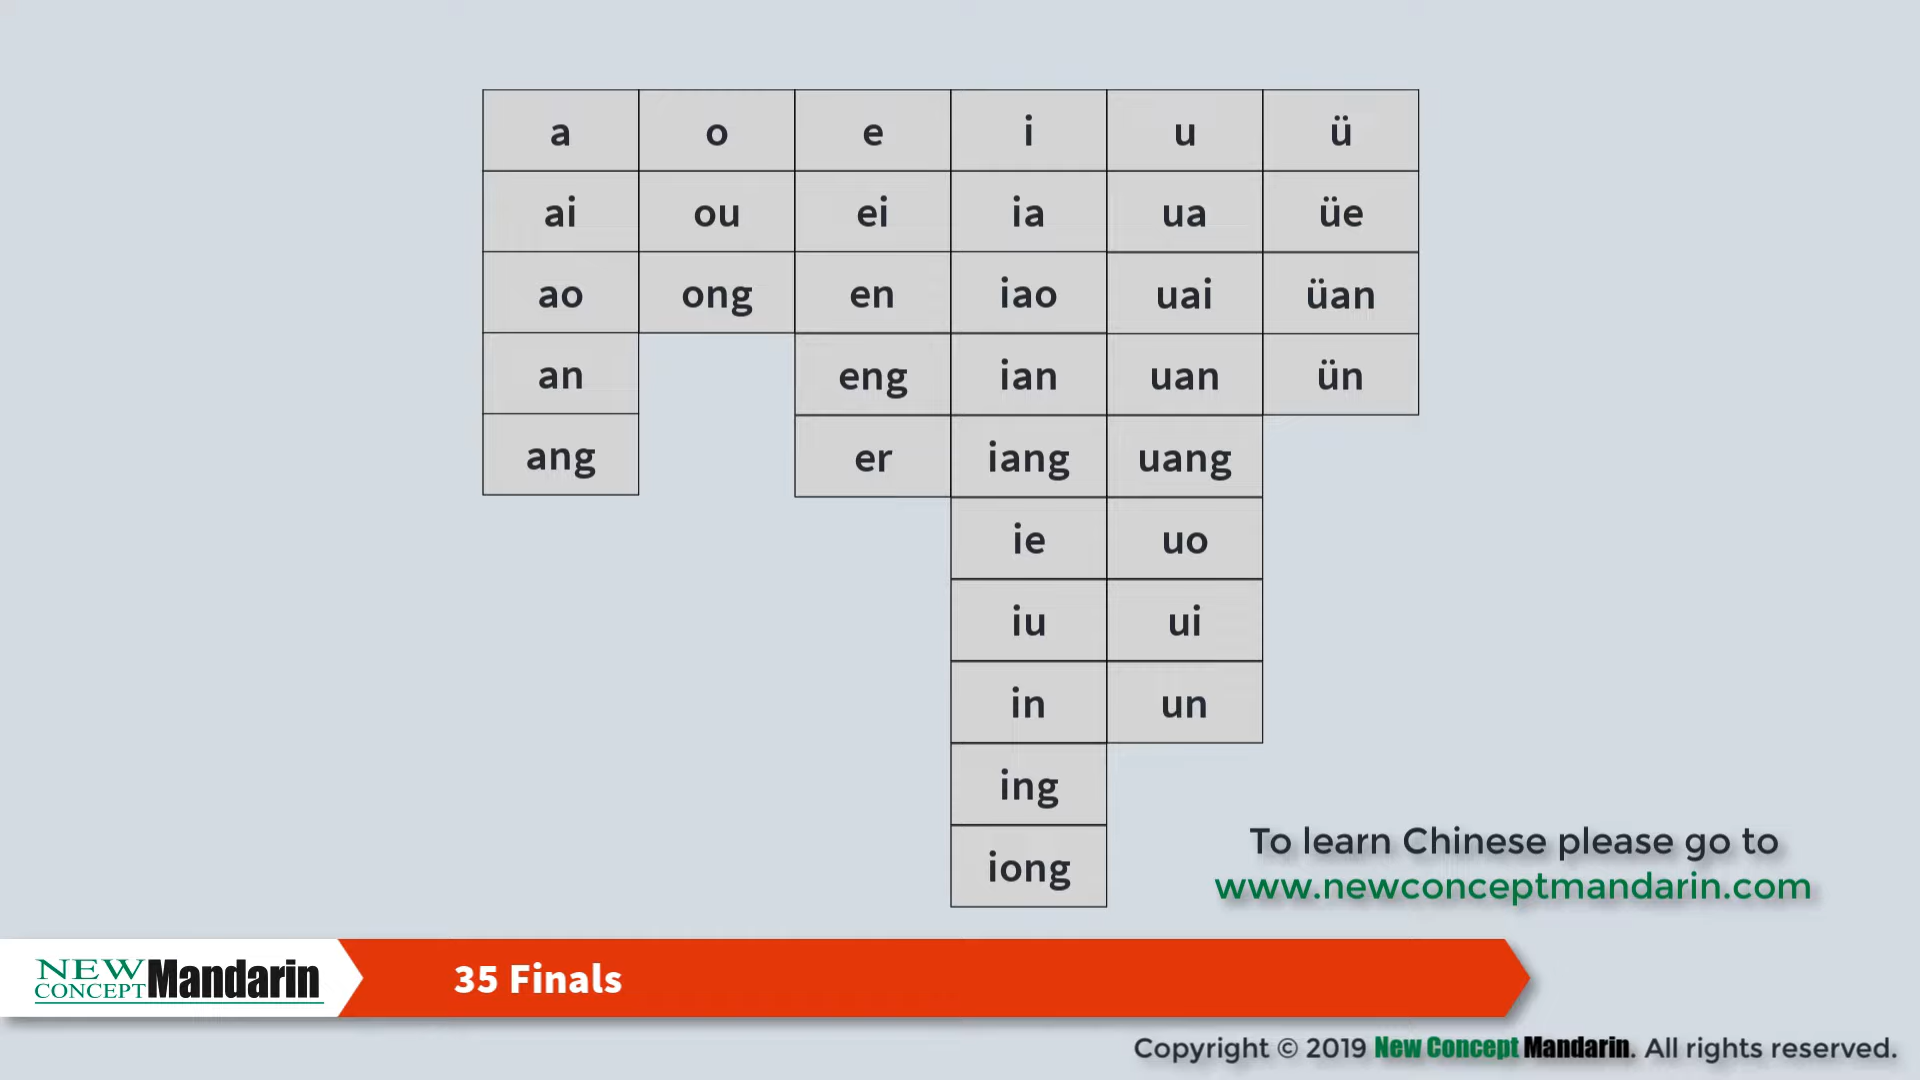 a o e i u ü
ai ou ei ia ua üe
ao ong en iao uai üan
an eng ian uan ün
ang er iang uang
ie uo
iu ui
in un
ing
iong
To learn Chinese please go to
www.newconceptmandarin.com
NEW CONCEPT Mandarin
35 Finals
Copyright © 2019 New Concept Mandarin. All rights reserved.